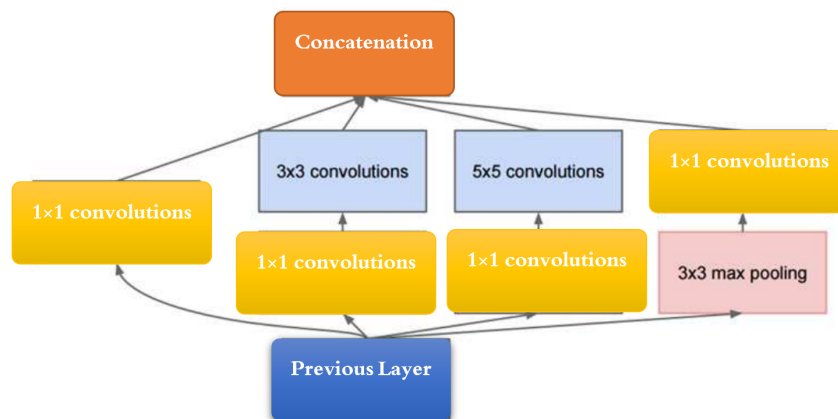 Concatenation
3x3 convolutions
5x5 convolutions
1×1 convolutions
1×1 convolutions
1×1 convolutions
1×1 convolutions
3x3 max pooling
Previous Layer